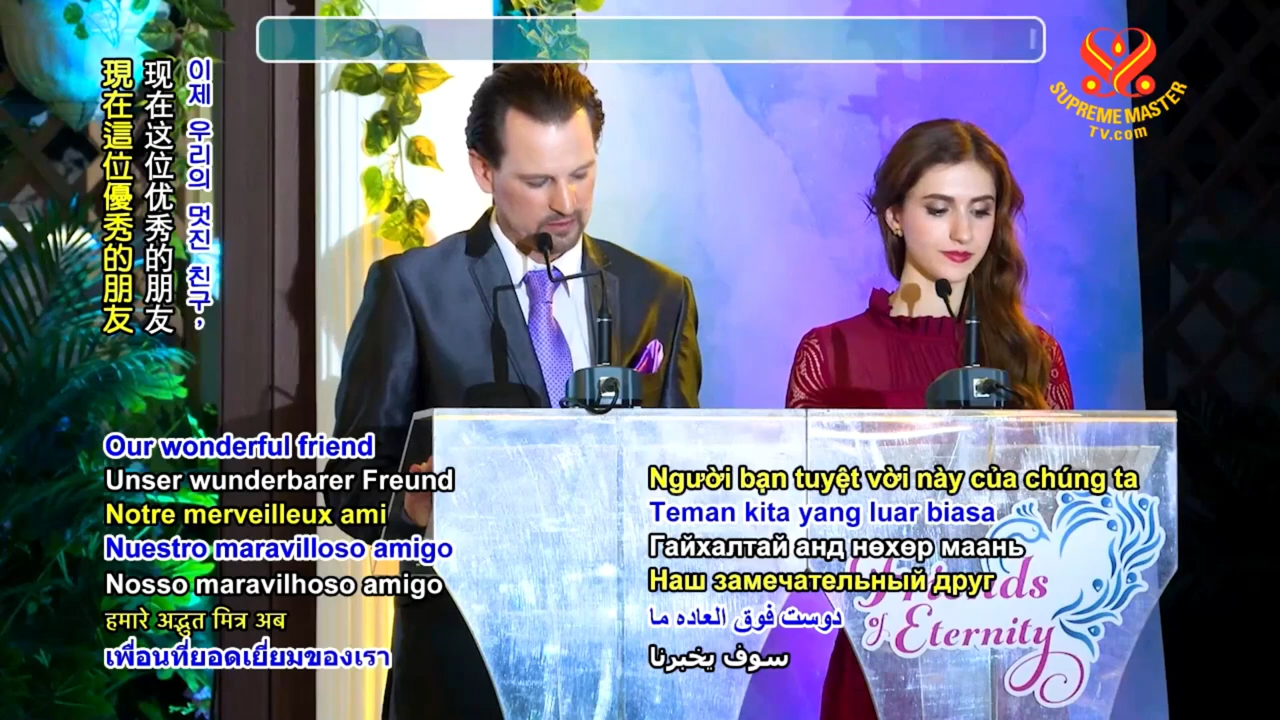 SUPREME MASTER
TV.com
이제 우리의 멋진 친구,
现在这位优秀的朋友
現在這位優秀的朋友
Our wonderful friend
Unser wunderbarer Freund
Notre merveilleux ami
Nuestro maravilloso amigo
Nosso maravilhoso amigo
हमारे अद्भुत मित्र अब
เพื่อนที่ยอดเยี่ยมของเรา
Người bạn tuyệt vời này của chúng ta
Teman kita yang luar biasa
Гайхалтай анд нөхөр маань
Наш замечательный друг
دوست فوق العاده ما
سوف يخبرنا
Friends
of Eternity